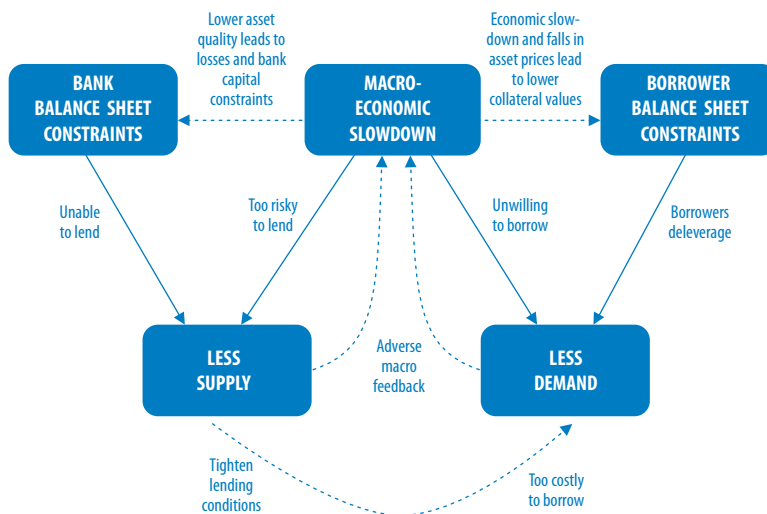 Lower asset
quality leads to
losses and bank
capital
constraints
Economic slow-
down and falls in
asset prices lead
to lower
collateral values
BANK
BALANCE SHEET
CONSTRAINTS
MACRO-
ECONOMIC
SLOWDOWN
BORROWER
BALANCE SHEET
CONSTRAINTS
Unable
to lend
Too risky
to lend
Unwilling
to borrow
Borrowers
deleverage
LESS
SUPPLY
Adverse
macro
feedback
LESS
DEMAND
Tighten
lending
conditions
Too costly
to borrow